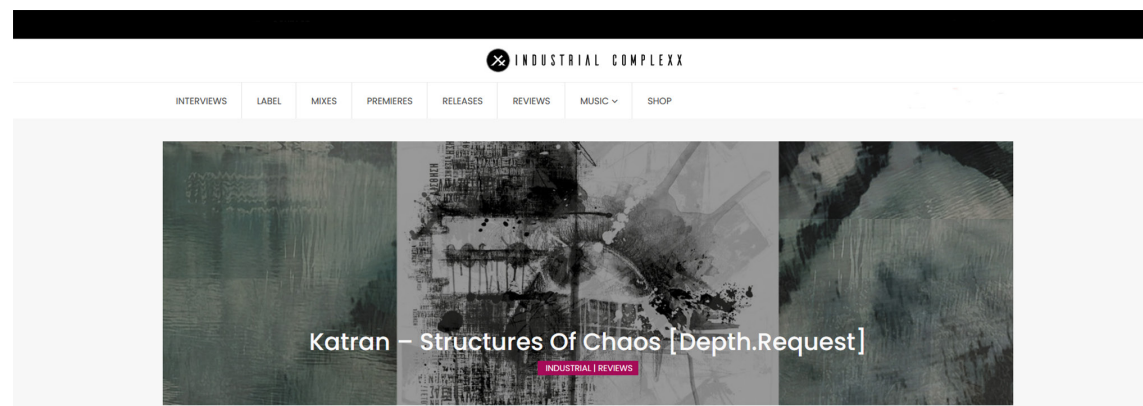 INDUSTRIAL COMPLEXX
INTERVIEWS LABEL MIXES PREMIERES RELEASES REVIEWS MUSIC SHOP
Katran – Structures Of Chaos [Depth.Request]
INDUSTRIAL | REVIEWS